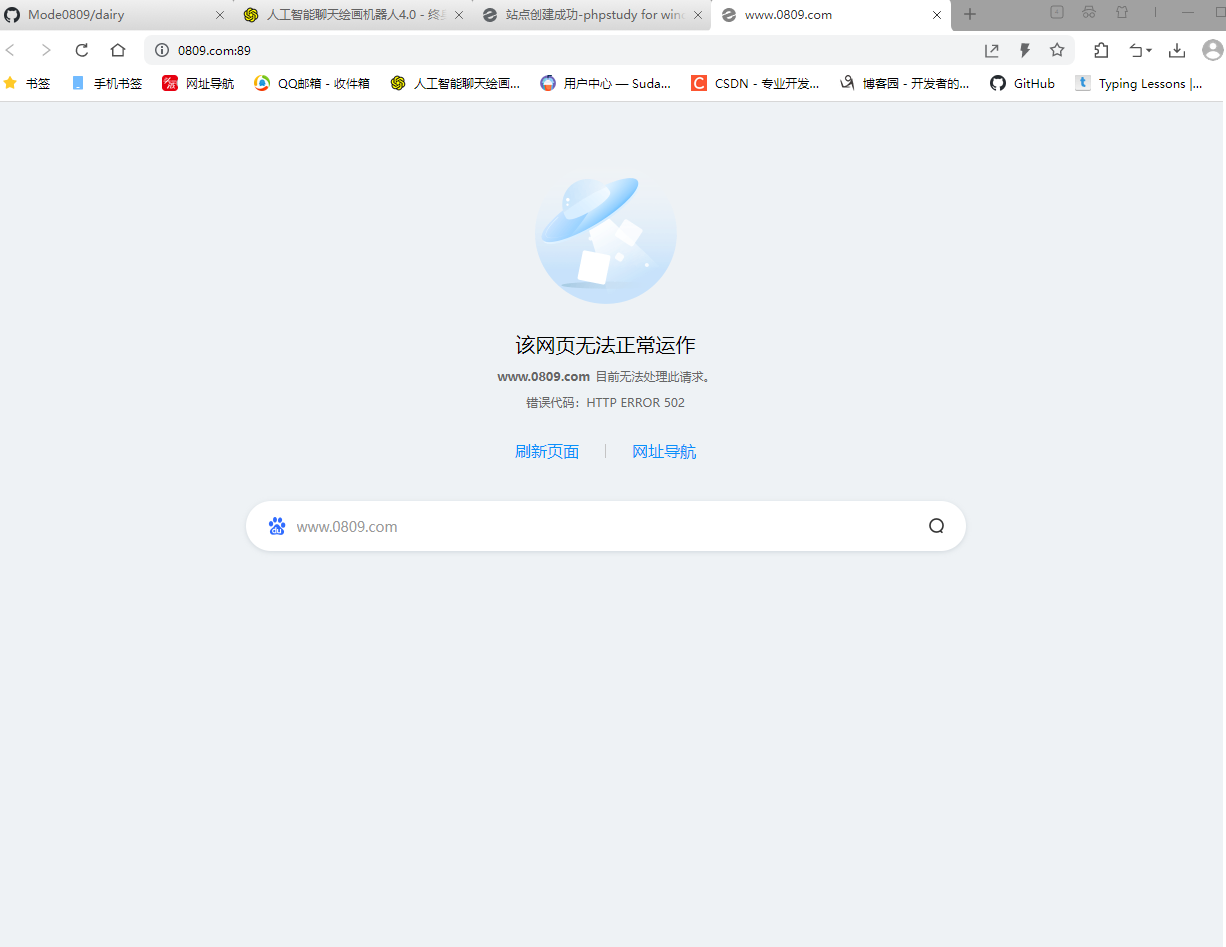 Mode0809/dairy
人工智能聊天绘画机器人4.0 - 终
站点创建成功-phpstudy for wind
www.0809.com
0809.com:89
书签
手机书签
网址导航
QQ邮箱 - 收件箱
人工智能聊天绘画...
用户中心 — Suda...
CSDN - 专业开发...
博客园 - 开发者的...
GitHub
Typing Lessons |...
该网页无法正常运作
www.0809.com 目前无法处理此请求。
错误代码：HTTP ERROR 502
刷新页面
网址导航
www.0809.com